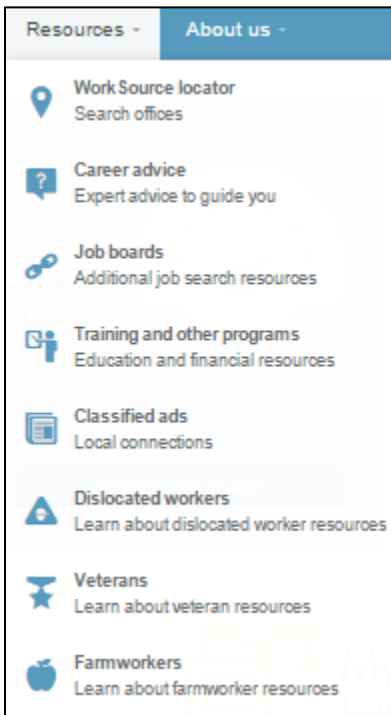 Resources - About us -
WorkSource locator
Search offices
Career advice
Expert advice to guide you
Job boards
Additional job search resources
Training and other programs
Education and financial resources
Classified ads
Local connections
Dislocated workers
Learn about dislocated worker resources
Veterans
Learn about veteran resources
Farmworkers
Learn about farmworker resources